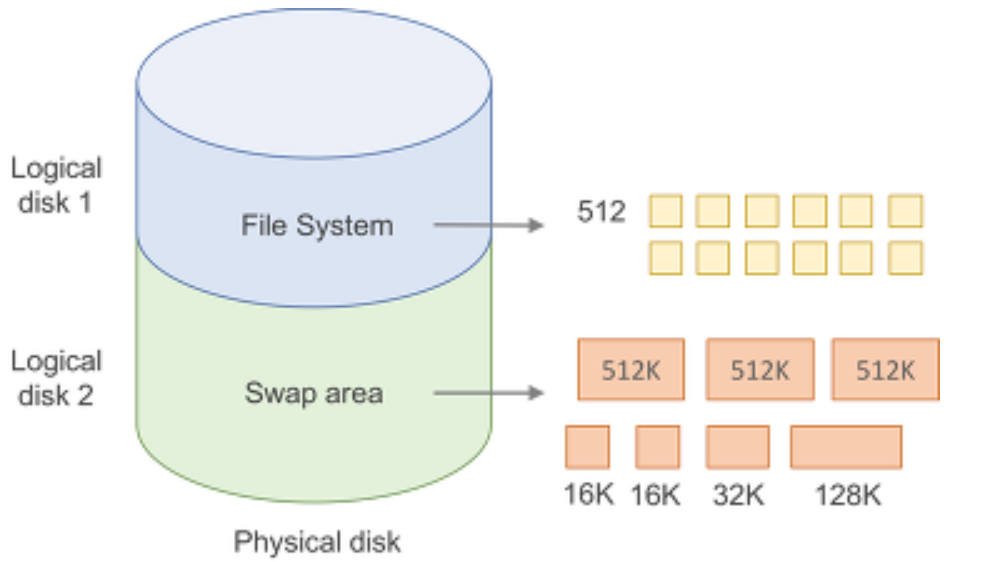 Logical
disk 1
File System
512
Logical
disk 2
Swap area
512K 512K 512K
16K 16K 32K 128K
Physical disk